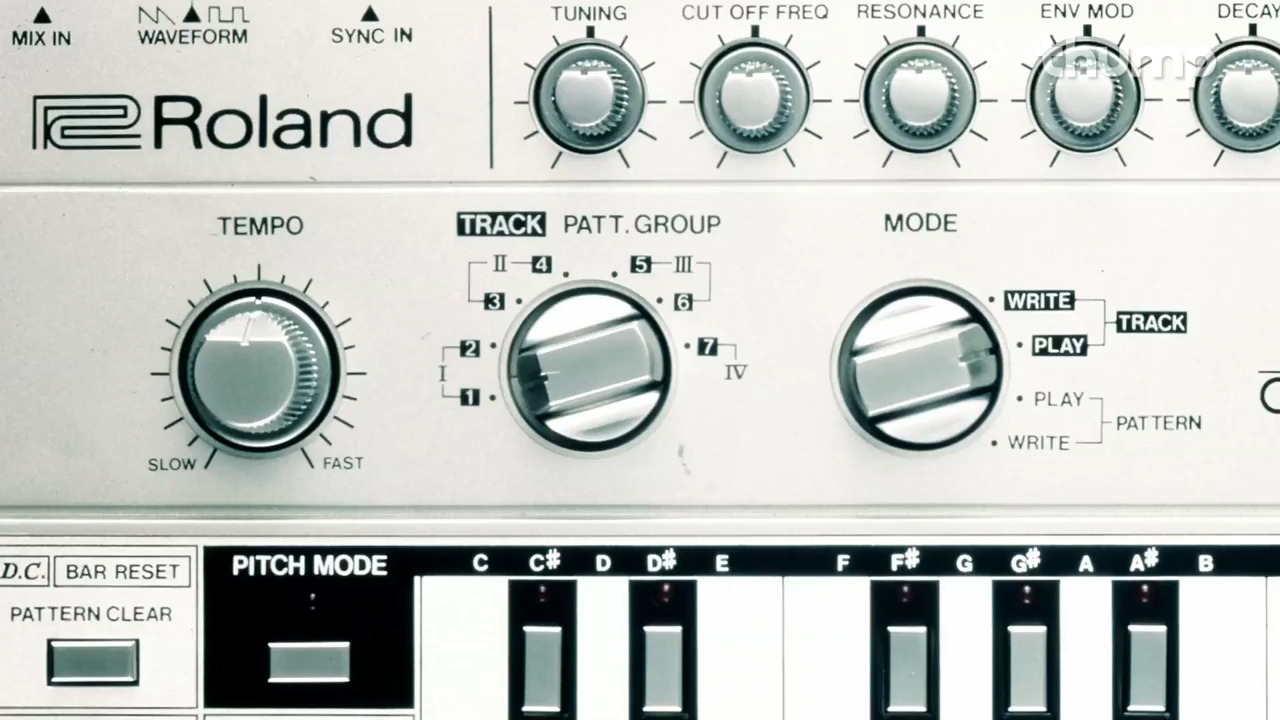 MIX IN WAVEFORM SYNC IN
TUNING CUT OFF FREQ RESONANCE ENV MOD DECAY
thump
Roland
TEMPO
SLOW FAST
TRACK PATT. GROUP
II 4 5 III
3 6
2 7
I IV
1
MODE
WRITE
PLAY
TRACK
PLAY
WRITE
PATTERN
D.C. BAR RESET
PATTERN CLEAR
PITCH MODE
C C# D D# E F F# G G# A A# B